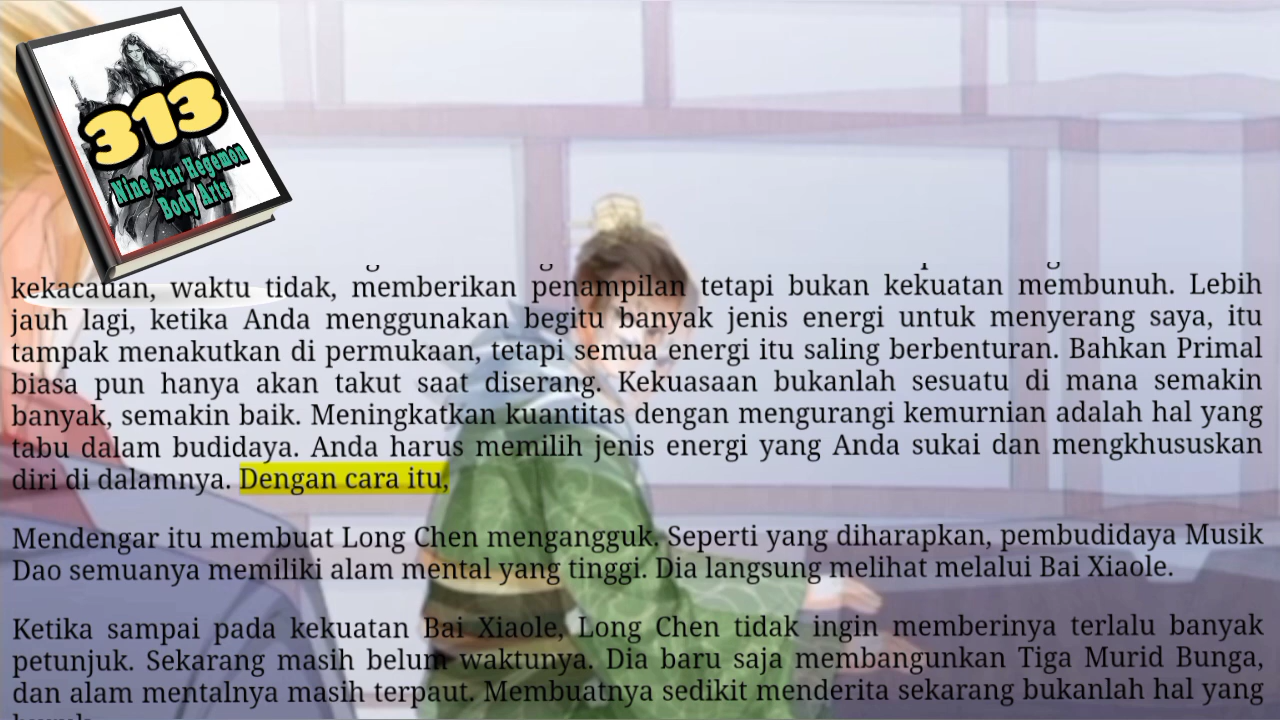 313
Nine Star Hegemon
Body Arts
kekacauan, waktu tidak, memberikan penampilan tetapi bukan kekuatan membunuh. Lebih
jauh lagi, ketika Anda menggunakan begitu banyak jenis energi untuk menyerang saya, itu
tampak menakutkan di permukaan, tetapi semua energi itu saling berbenturan. Bahkan Primal
biasa pun hanya akan takut saat diserang. Kekuasaan bukanlah sesuatu di mana semakin
banyak, semakin baik. Meningkatkan kuantitas dengan mengurangi kemurnian adalah hal yang
tabu dalam budidaya. Anda harus memilih jenis energi yang Anda sukai dan mengkhususkan
diri di dalamnya. Dengan cara itu,
Mendengar itu membuat Long Chen mengangguk. Seperti yang diharapkan, pembudidaya Musik
Dao semuanya memiliki alam mental yang tinggi. Dia langsung melihat melalui Bai Xiaole.
Ketika sampai pada kekuatan Bai Xiaole, Long Chen tidak ingin memberinya terlalu banyak
petunjuk. Sekarang masih belum waktunya. Dia baru saja membangunkan Tiga Murid Bunga,
dan alam mentalnya masih terpaut. Membuatnya sedikit menderita sekarang bukanlah hal yang